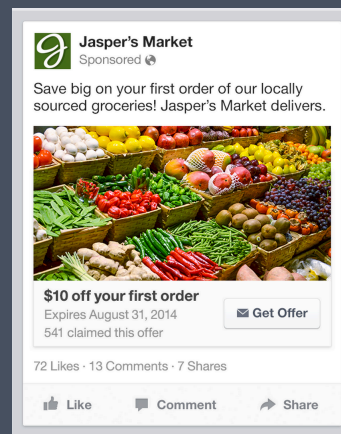 Jasper's Market
Sponsored
Save big on your first order of our locally
sourced groceries! Jasper's Market delivers.
$10 off your first order
Expires August 31, 2014
541 claimed this offer
Get Offer
72 Likes · 13 Comments · 7 Shares
Like
Comment
Share